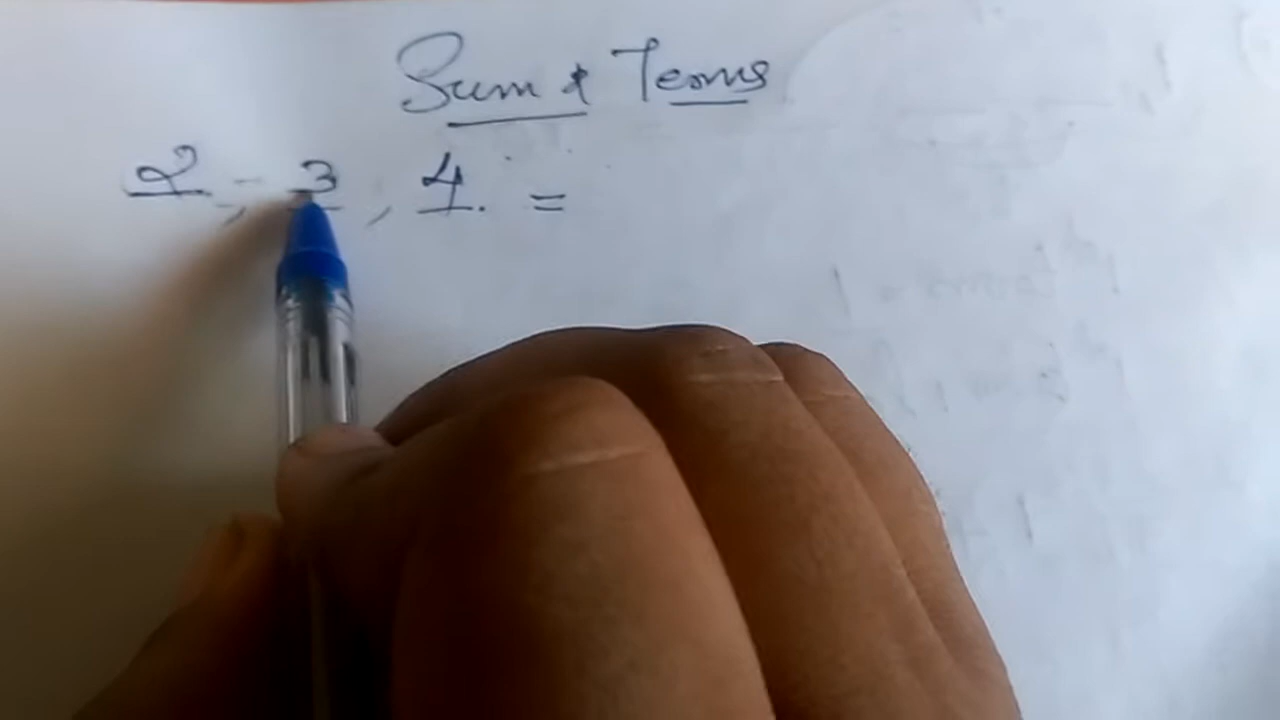 Sum & Terms
2, 3, 4. =